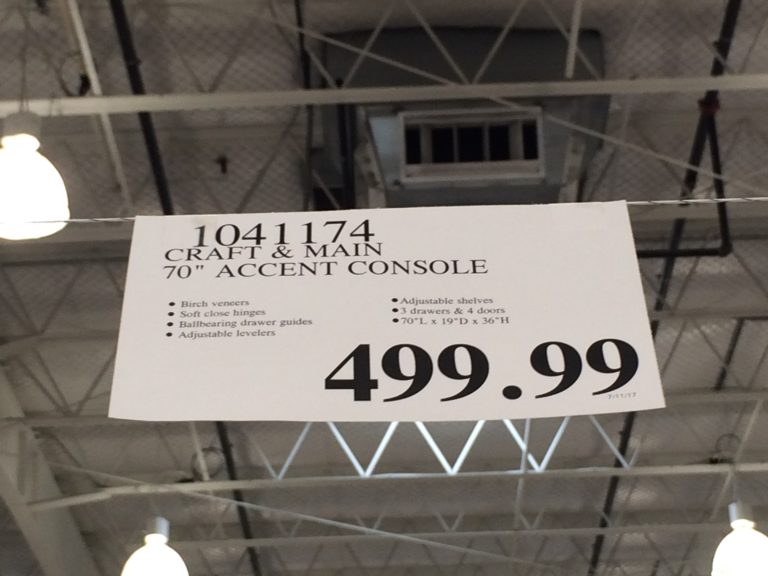 1041174
CRAFT & MAIN
70" ACCENT CONSOLE
• Birch veneers
• Soft close hinges
• Ballbearing drawer guides
• Adjustable levelers
• Adjustable shelves
• 3 drawers & 4 doors
• 70"L x 19"D x 36"H
499.99